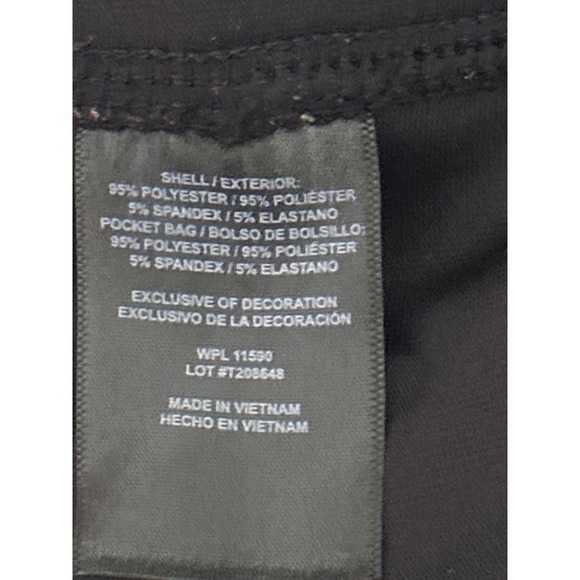 SHELL / EXTERIOR:
95% POLYESTER / 95% POLIÉSTER
5% SPANDEX / 5% ELASTANO
POCKET BAG / BOLSO DE BOLSILLO:
95% POLYESTER / 95% POLIÉSTER
5% SPANDEX / 5% ELASTANO
EXCLUSIVE OF DECORATION
EXCLUSIVO DE LA DECORACIÓN
WPL 11590
LOT #T208648
MADE IN VIETNAM
HECHO EN VIETNAM